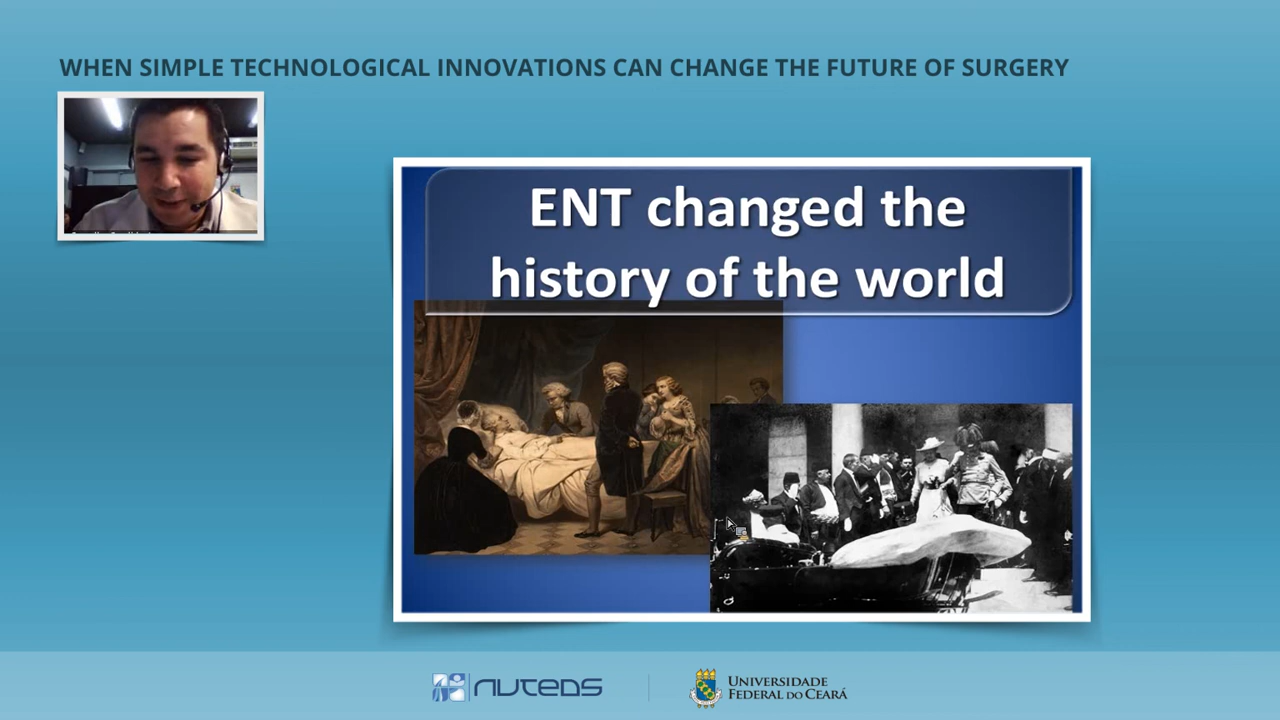 WHEN SIMPLE TECHNOLOGICAL INNOVATIONS CAN CHANGE THE FUTURE OF SURGERY
ENT changed the
history of the world
NUTEDS
UNIVERSIDADE
FEDERAL DO CEARÁ